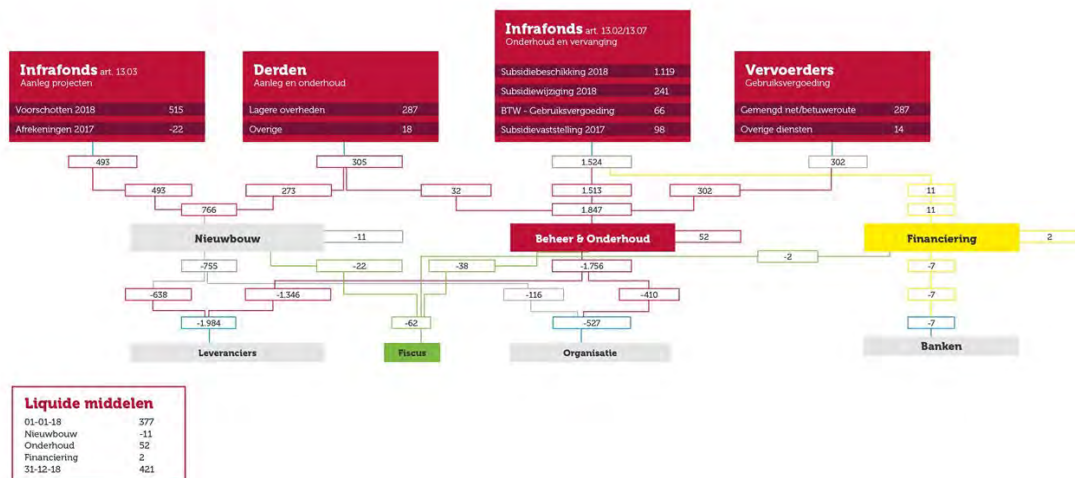 Infrafonds art. 13.03
Aanleg projecten
Voorschotten 2018 515
Afrekeningen 2017 -22
Derden
Aanleg en onderhoud
Lagere overheden 287
Overige 18
Infrafonds art. 13.02/13.07
Onderhoud en vervanging
Subsidiebeschikking 2018 1.119
Subsidiewijziging 2018 241
BTW - Gebruiksvergoeding 66
Subsidievaststelling 2017 98
Vervoerders
Gebruiksvergoeding
Gemengd net/betuweroute 287
Overige diensten 14
493 305 1.524 302
493 273 32 1.513 302 11
766 1.847 11
Nieuwbouw -11 Beheer & Onderhoud 52 Financiering 2
-2
-755 -22 -38 -1.756 -7
-638 -1.346 -116 -410 -7
-1.984 -62 -527 -7
Leveranciers Fiscus Organisatie Banken
Liquide middelen
01-01-18 377
Nieuwbouw -11
Onderhoud 52
Financiering 2
31-12-18 421